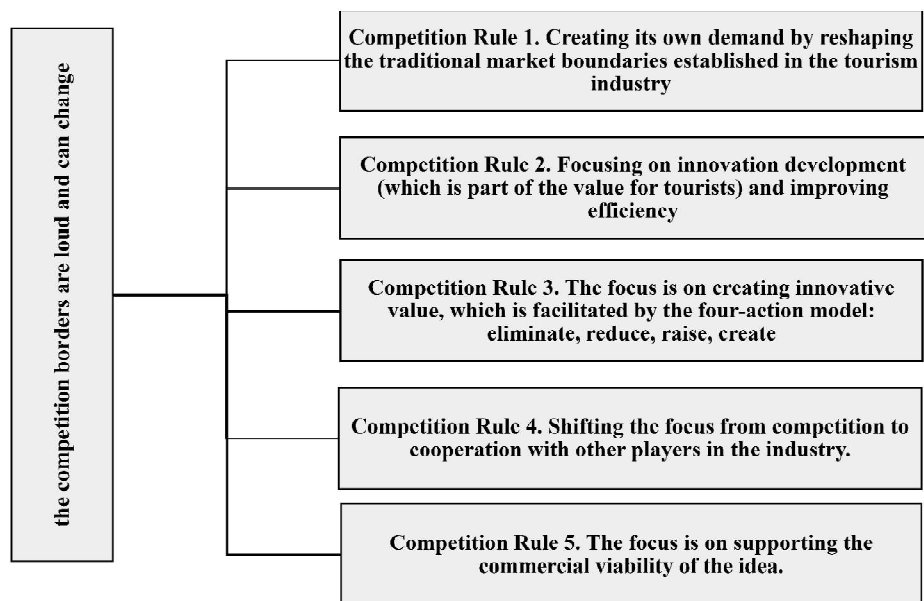 the competition borders are loud and can change
Competition Rule 1. Creating its own demand by reshaping
the traditional market boundaries established in the tourism
industry
Competition Rule 2. Focusing on innovation development
(which is part of the value for tourists) and improving
efficiency
Competition Rule 3. The focus is on creating innovative
value, which is facilitated by the four-action model:
eliminate, reduce, raise, create
Competition Rule 4. Shifting the focus from competition to
cooperation with other players in the industry.
Competition Rule 5. The focus is on supporting the
commercial viability of the idea.